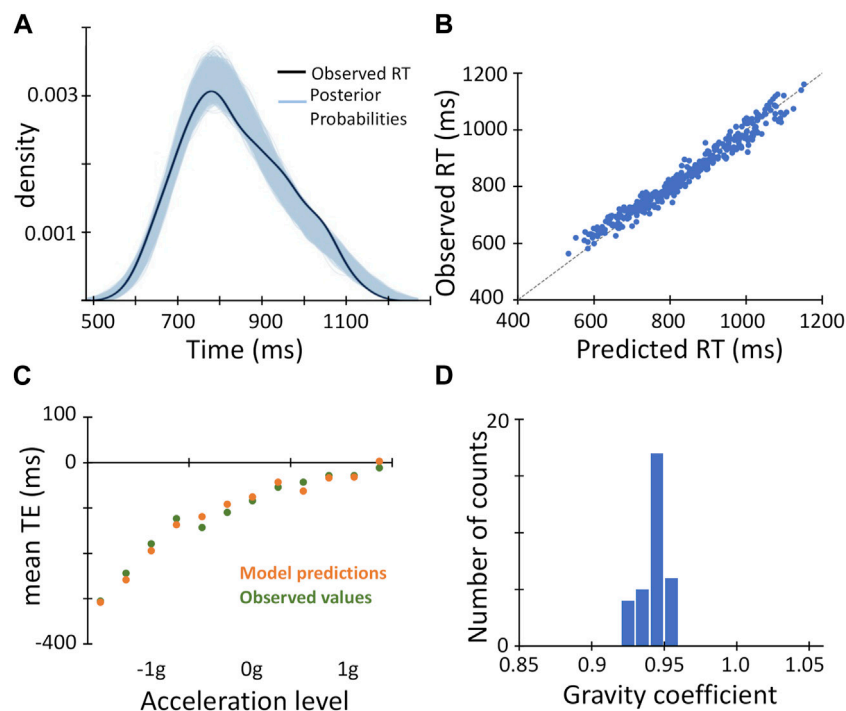 A
density
0.003
0.001
Observed RT
Posterior
Probabilities
500 700 900 1100
Time (ms)
B
Observed RT (ms)
1200
1000
800
600
400
400 600 800 1000 1200
Predicted RT (ms)
C
mean TE (ms)
100
0
-400
Model predictions
Observed values
-1g 0g 1g
Acceleration level
D
Number of counts
20
0
0.85 0.9 0.95 1.0 1.05
Gravity coefficient